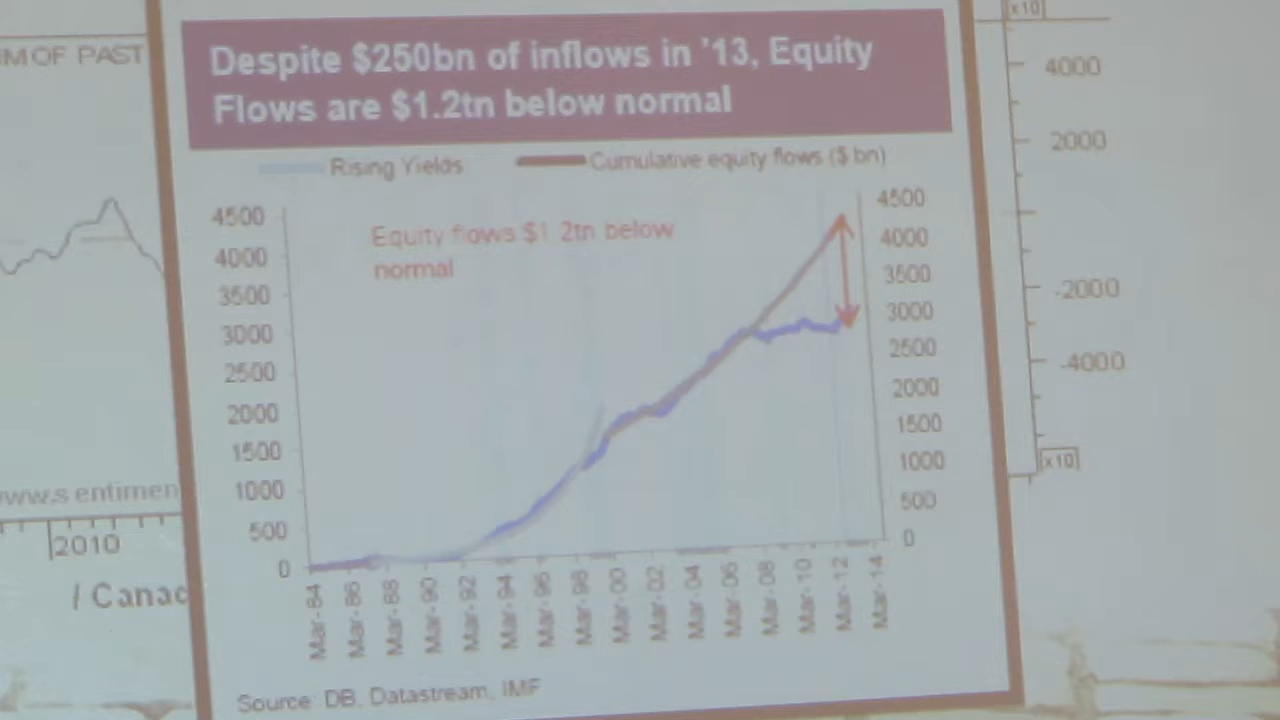 Despite $250bn of inflows in '13, Equity
Flows are $1.2tn below normal
Rising Yields
Cumulative equity flows ($ bn)
Equity flows $1 2tn below
normal
4500
4000
3500
3000
2500
2000
1500
1000
500
0
4500
4000
3500
3000
2500
2000
1500
1000
500
0
Mar-84
Mar-86
Mar-88
Mar-90
Mar-92
Mar-94
Mar-96
Mar-98
Mar-00
Mar-02
Mar-04
Mar-06
Mar-08
Mar-10
Mar-12
Mar-14
Source: DB, Datastream, IMF
OF PAST
www.sentimen
2010
/ Canac
x10
4000
2000
-2000
-4000
x10